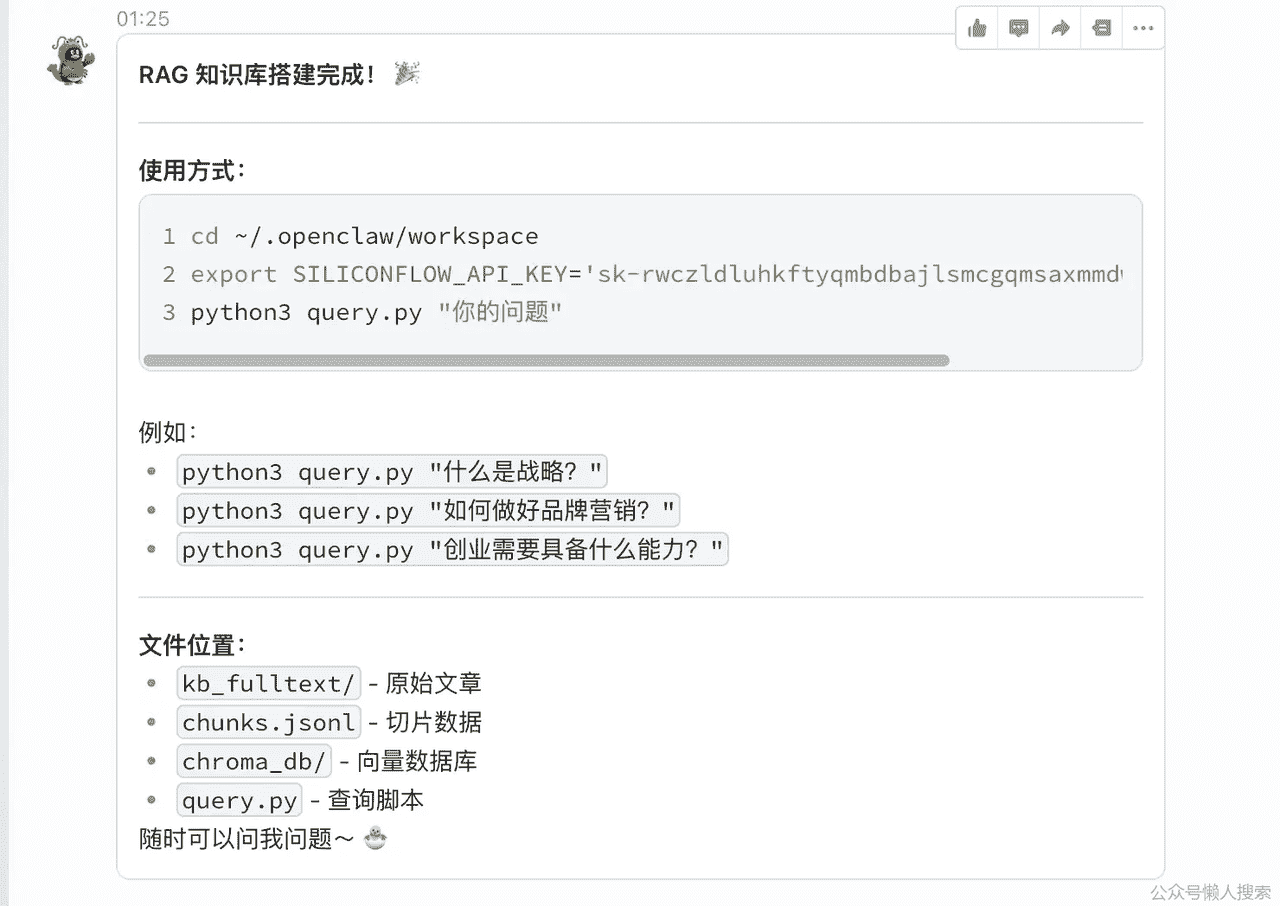 01:25
RAG 知识库搭建完成！
使用方式：
1 cd ~/.openclaw/workspace
2 export SILICONFLOW_API_KEY='sk-rwczldluhkftyqmbdbajlsmcgqmsaxmmd
3 python3 query.py "你的问题"
例如：
• python3 query.py "什么是战略？"
• python3 query.py "如何做好品牌营销？"
• python3 query.py "创业需要具备什么能力？"
文件位置：
• kb_fulltext/ - 原始文章
• chunks.jsonl - 切片数据
• chroma_db/ - 向量数据库
• query.py - 查询脚本
随时可以问我问题～
公众号懒人搜索